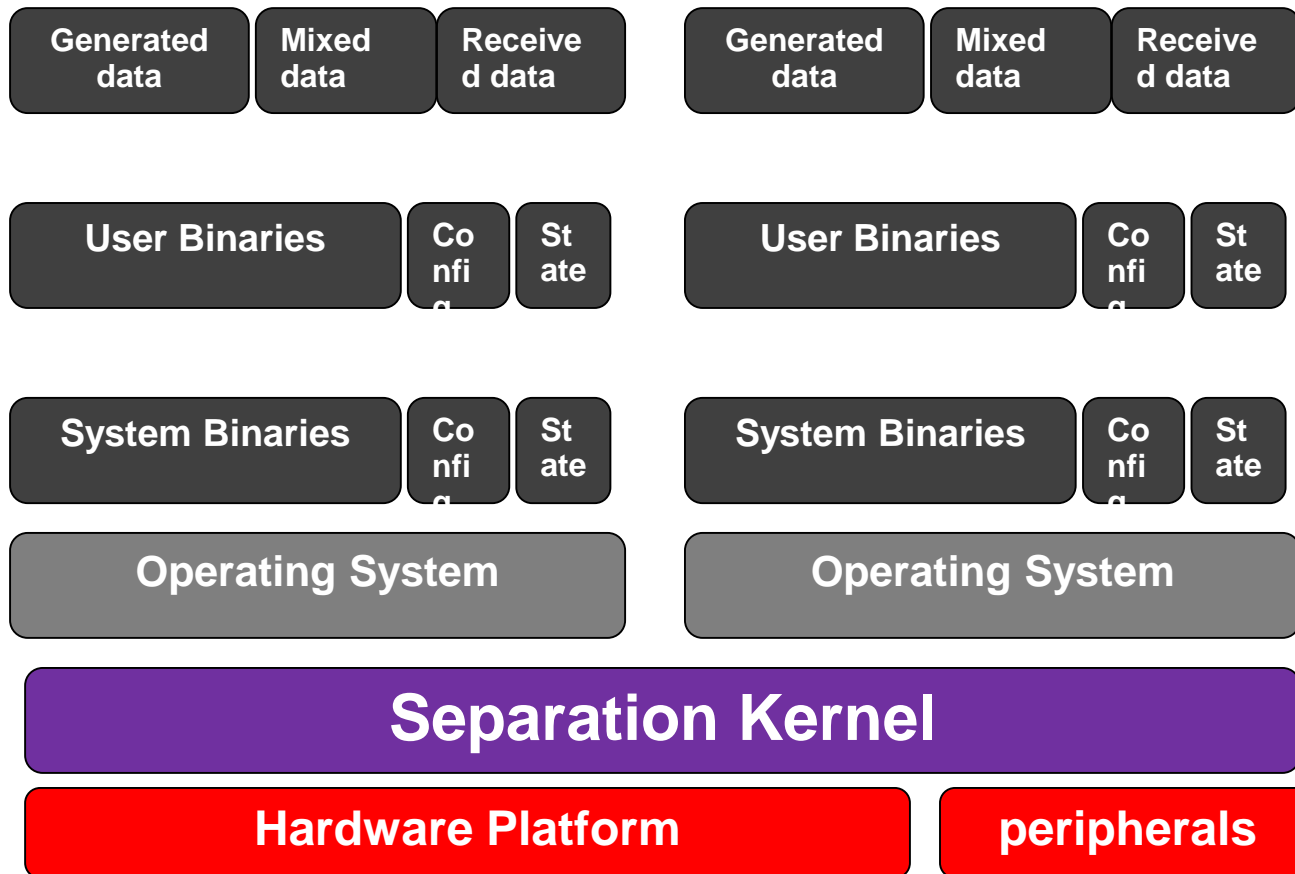 Generated
data
Mixed
data
Receive
d data
Generated
data
Mixed
data
Receive
d data
User Binaries
Co
nfi
g
St
ate
User Binaries
Co
nfi
g
St
ate
System Binaries
Co
nfi
g
St
ate
System Binaries
Co
nfi
g
St
ate
Operating System
Operating System
Separation Kernel
Hardware Platform
peripherals